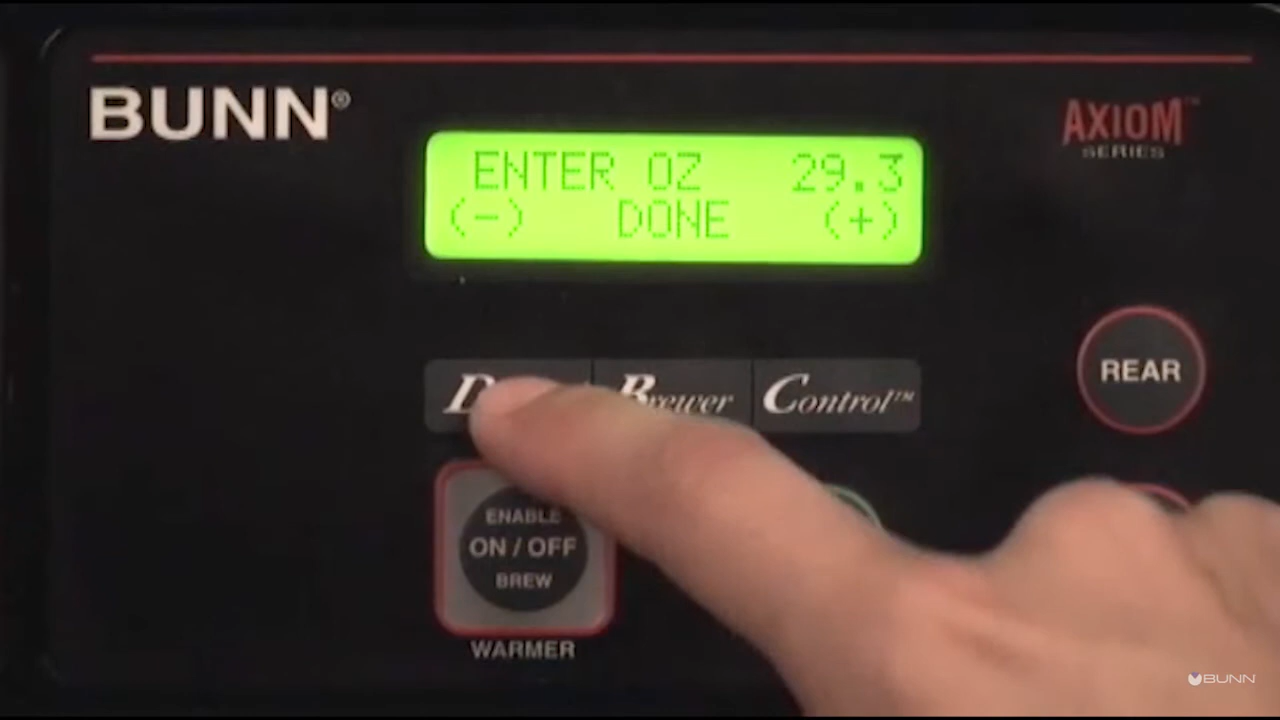 BUNN®
AXIOM™
SERIES
ENTER OZ 29.3
(-) DONE (+)
Brewer Control™
REAR
ENABLE
ON / OFF
BREW
WARMER
BUNN